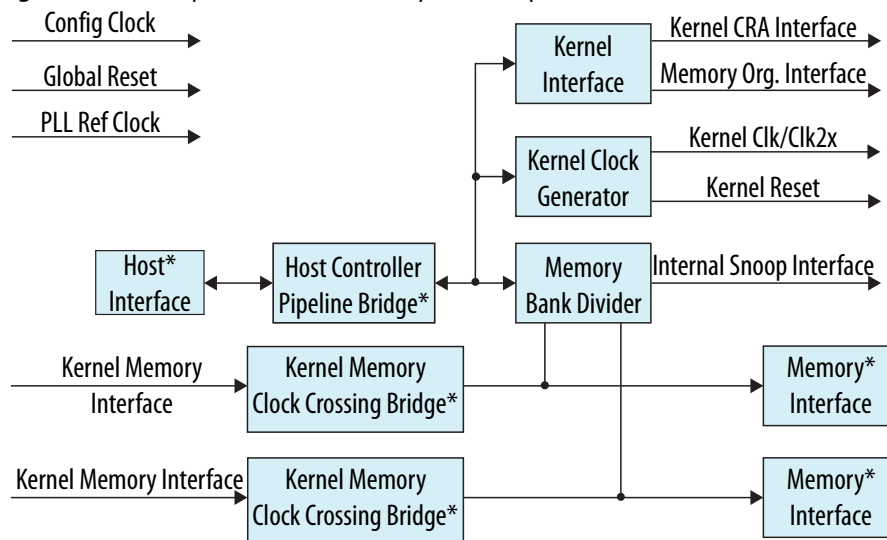 Config Clock
Global Reset
PLL Ref Clock
Kernel
Interface
Kernel CRA Interface
Memory Org. Interface
Kernel Clock
Generator
Kernel Clk/Clk2x
Kernel Reset
Host*
Interface
Host Controller
Pipeline Bridge*
Memory
Bank Divider
Internal Snoop Interface
Kernel Memory
Interface
Kernel Memory
Clock Crossing Bridge*
Memory*
Interface
Kernel Memory Interface
Kernel Memory
Clock Crossing Bridge*
Memory*
Interface